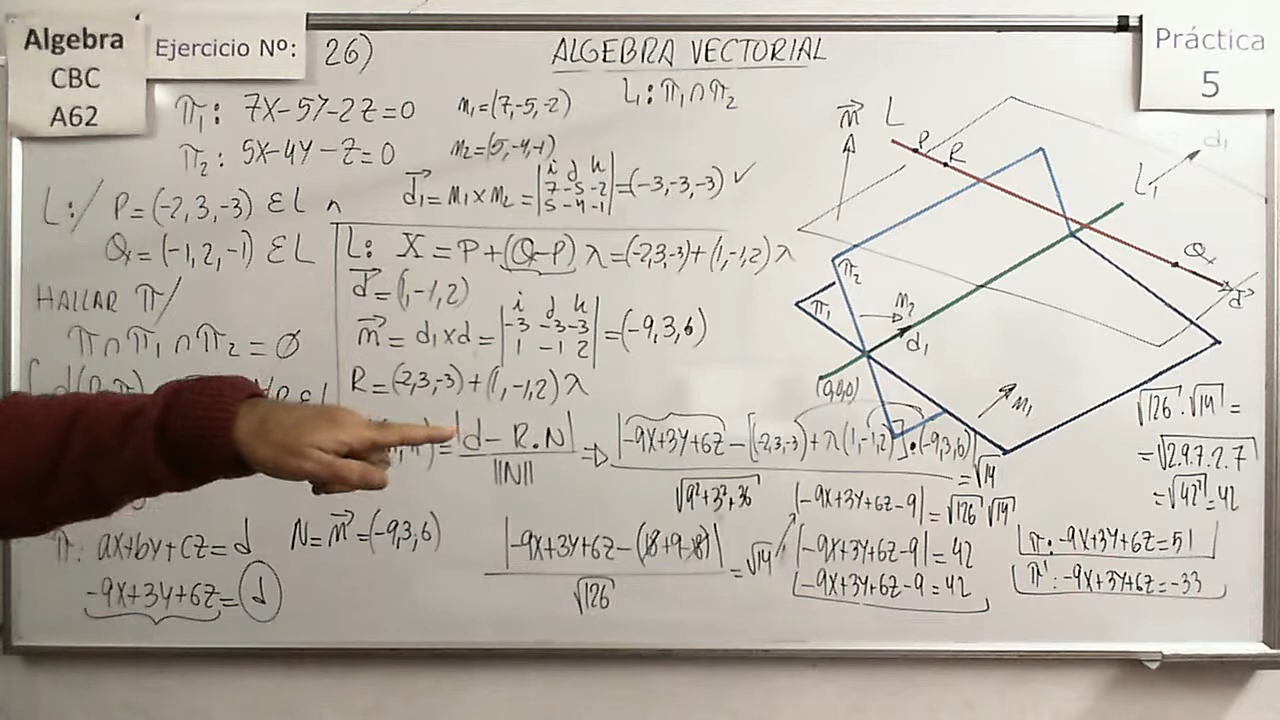 Algebra
CBC
A62
Ejercicio Nº: 26)
ALGEBRA VECTORIAL
Práctica
5
L₁: π₁∩π₂
π₁: 7X-5Y-2Z=0 n₁=(7,-5,-2)
π₂: 5X-4Y-Z=0 n₂=(5,-4,-1)
d₁=n₁×n₂= |i j k / 7 -5 -2 / 5 -4 -1| =(-3,-3,-3) ✓
L:/ P=(-2,3,-3) ∈ L ∧
Q=(-1,2,-1) ∈ L
HALLAR π/
π∩π₁∩π₂=∅
L: X=P+(Q-P)λ=(-2,3,-3)+(1,-1,2)λ
d=(1,-1,2)
n=d₁×d= |i j k / -3 -3 -3 / 1 -1 2| =(-9,3,6)
R=(-2,3,-3)+(1,-1,2)λ
=|d-R.N| / ||N|| ⇒ |-9X+3Y+6Z-[(-2,3,-3)+λ(1,-1,2)]•(-9,3,6)| / √9²+3²+36 =√14
π: ax+by+cz=d
-9X+3Y+6Z=d
N=n=(-9,3,6)
|-9X+3Y+6Z-(18+9-18)| / √126 =√14
|-9X+3Y+6Z-9|=√126 √14
|-9X+3Y+6Z-9|=42
-9X+3Y+6Z-9=42
π: -9X+3Y+6Z=51
π': -9X+3Y+6Z=-33
√126.√14=
=√2.9.7.2.7
=√42²=42
n
L
P
R
d₁
L₁
Q
d
π₂
π₁
n₂
d₁
(0,0,0)
n₁